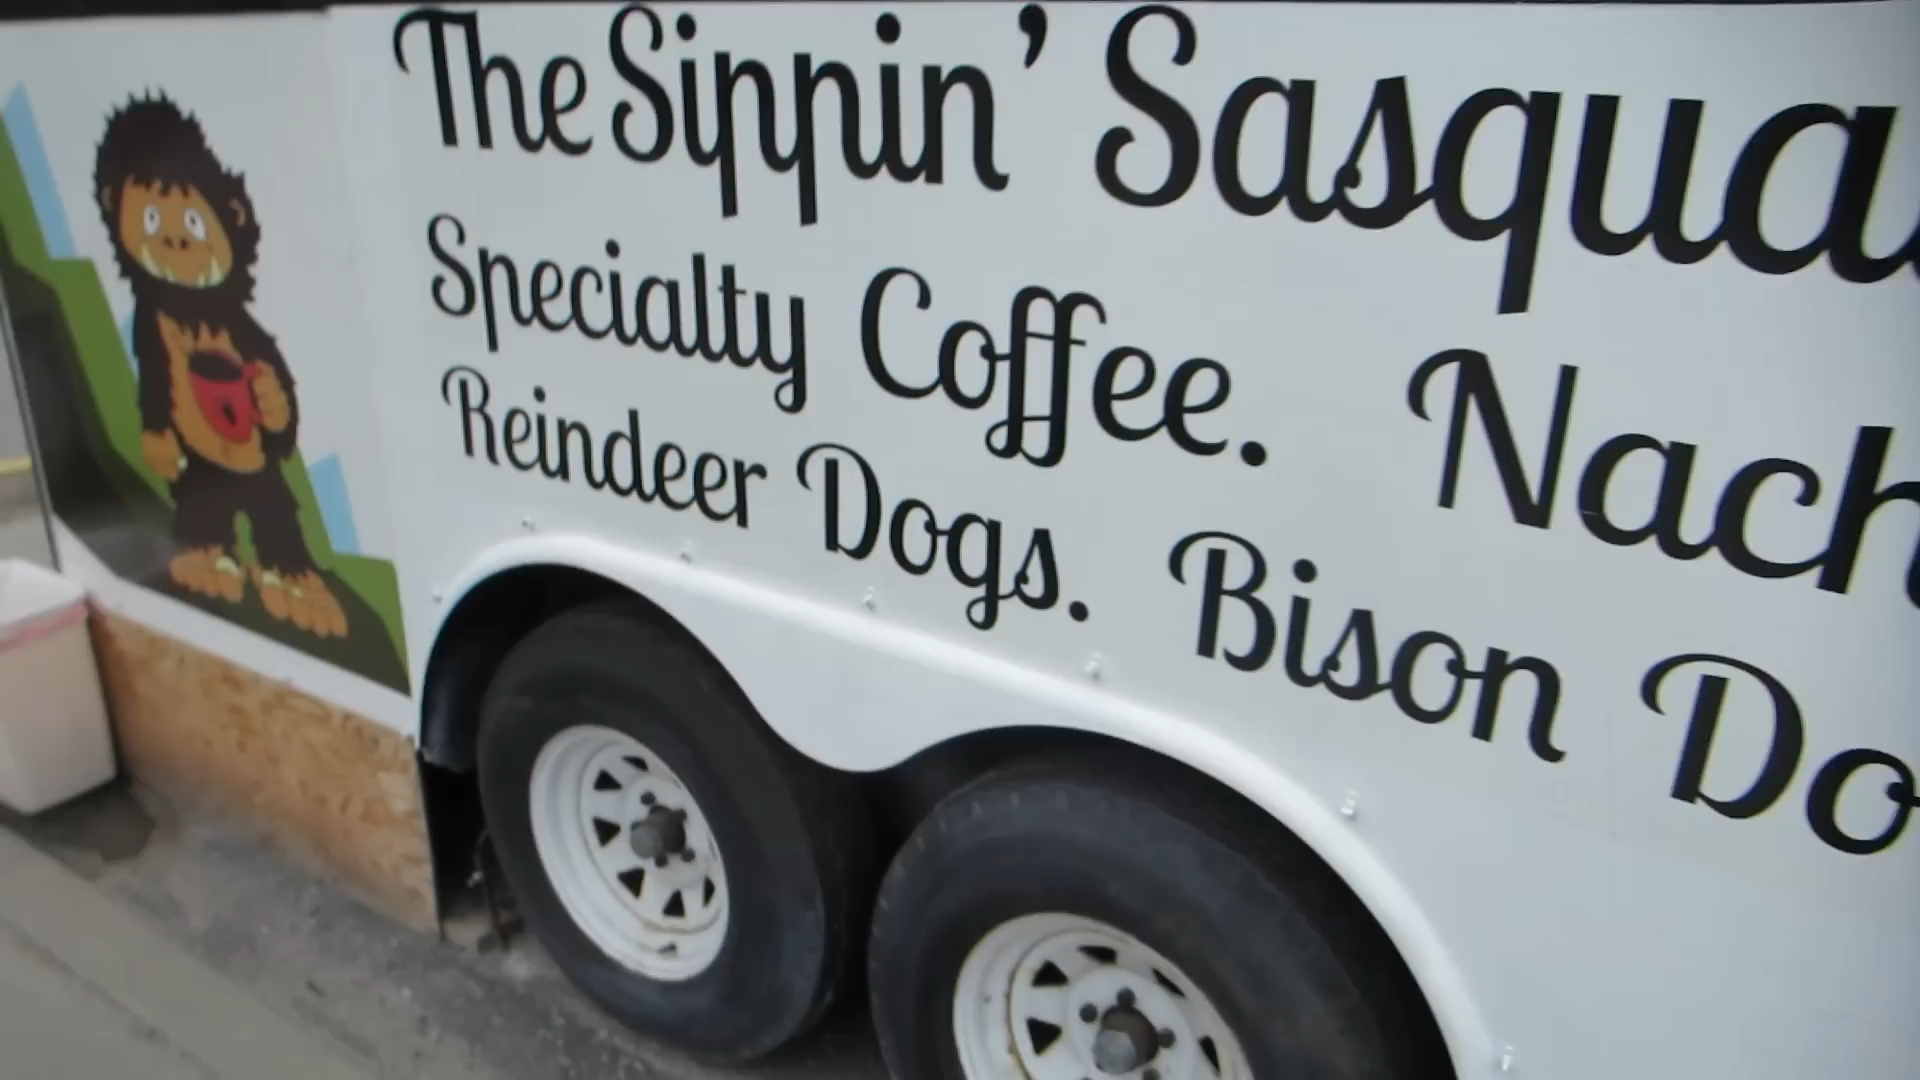 The Sippin' Sasqua
Specialty Coffee. Nach
Reindeer Dogs. Bison Do